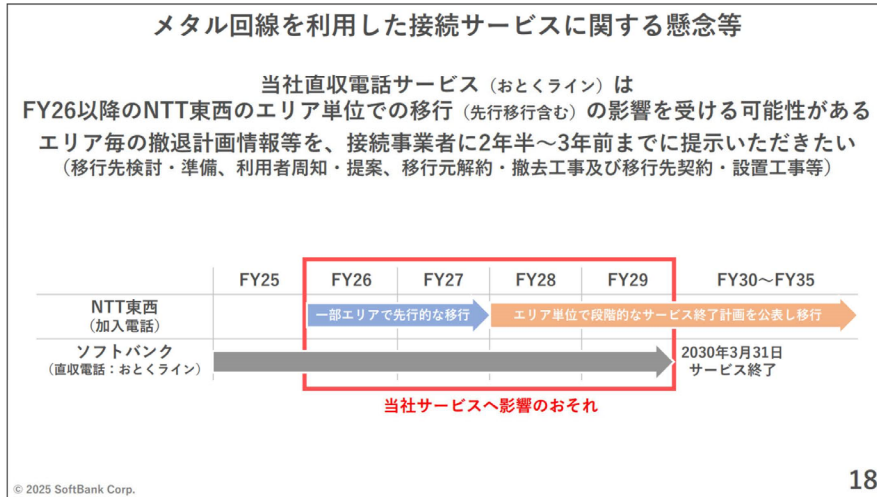 メタル回線を利用した接続サービスに関する懸念等
当社直収電話サービス（おとくライン）は
FY26以降のNTT東西のエリア単位での移行（先行移行含む）の影響を受ける可能性がある
エリア毎の撤退計画情報等を、接続事業者に2年半～3年前までに提示いただきたい
（移行先検討・準備、利用者周知・提案、移行元解約・撤去工事及び移行先契約・設置工事等）
FY25 FY26 FY27 FY28 FY29 FY30～FY35
NTT東西
（加入電話）
一部エリアで先行的な移行
エリア単位で段階的なサービス終了計画を公表し移行
ソフトバンク
（直収電話：おとくライン）
2030年3月31日
サービス終了
当社サービスへ影響のおそれ
© 2025 SoftBank Corp.
18